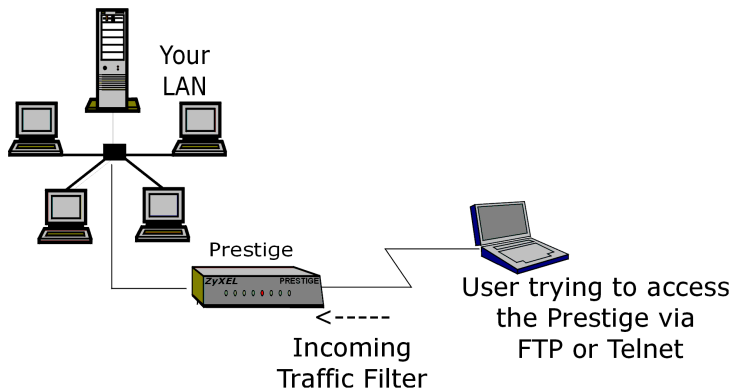 Your
LAN
Prestige
ZyXEL
PRESTIGE
User trying to access
the Prestige via
FTP or Telnet
Incoming
Traffic Filter